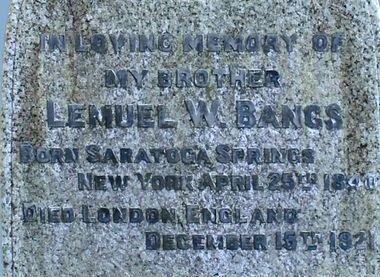 IN LOVING MEMORY OF
MY BROTHER
LEMUEL W. BANGS
BORN SARATOGA SPRINGS
NEW YORK APRIL 25TH
DIED LONDON, ENGLAND
DECEMBER 15TH 1921